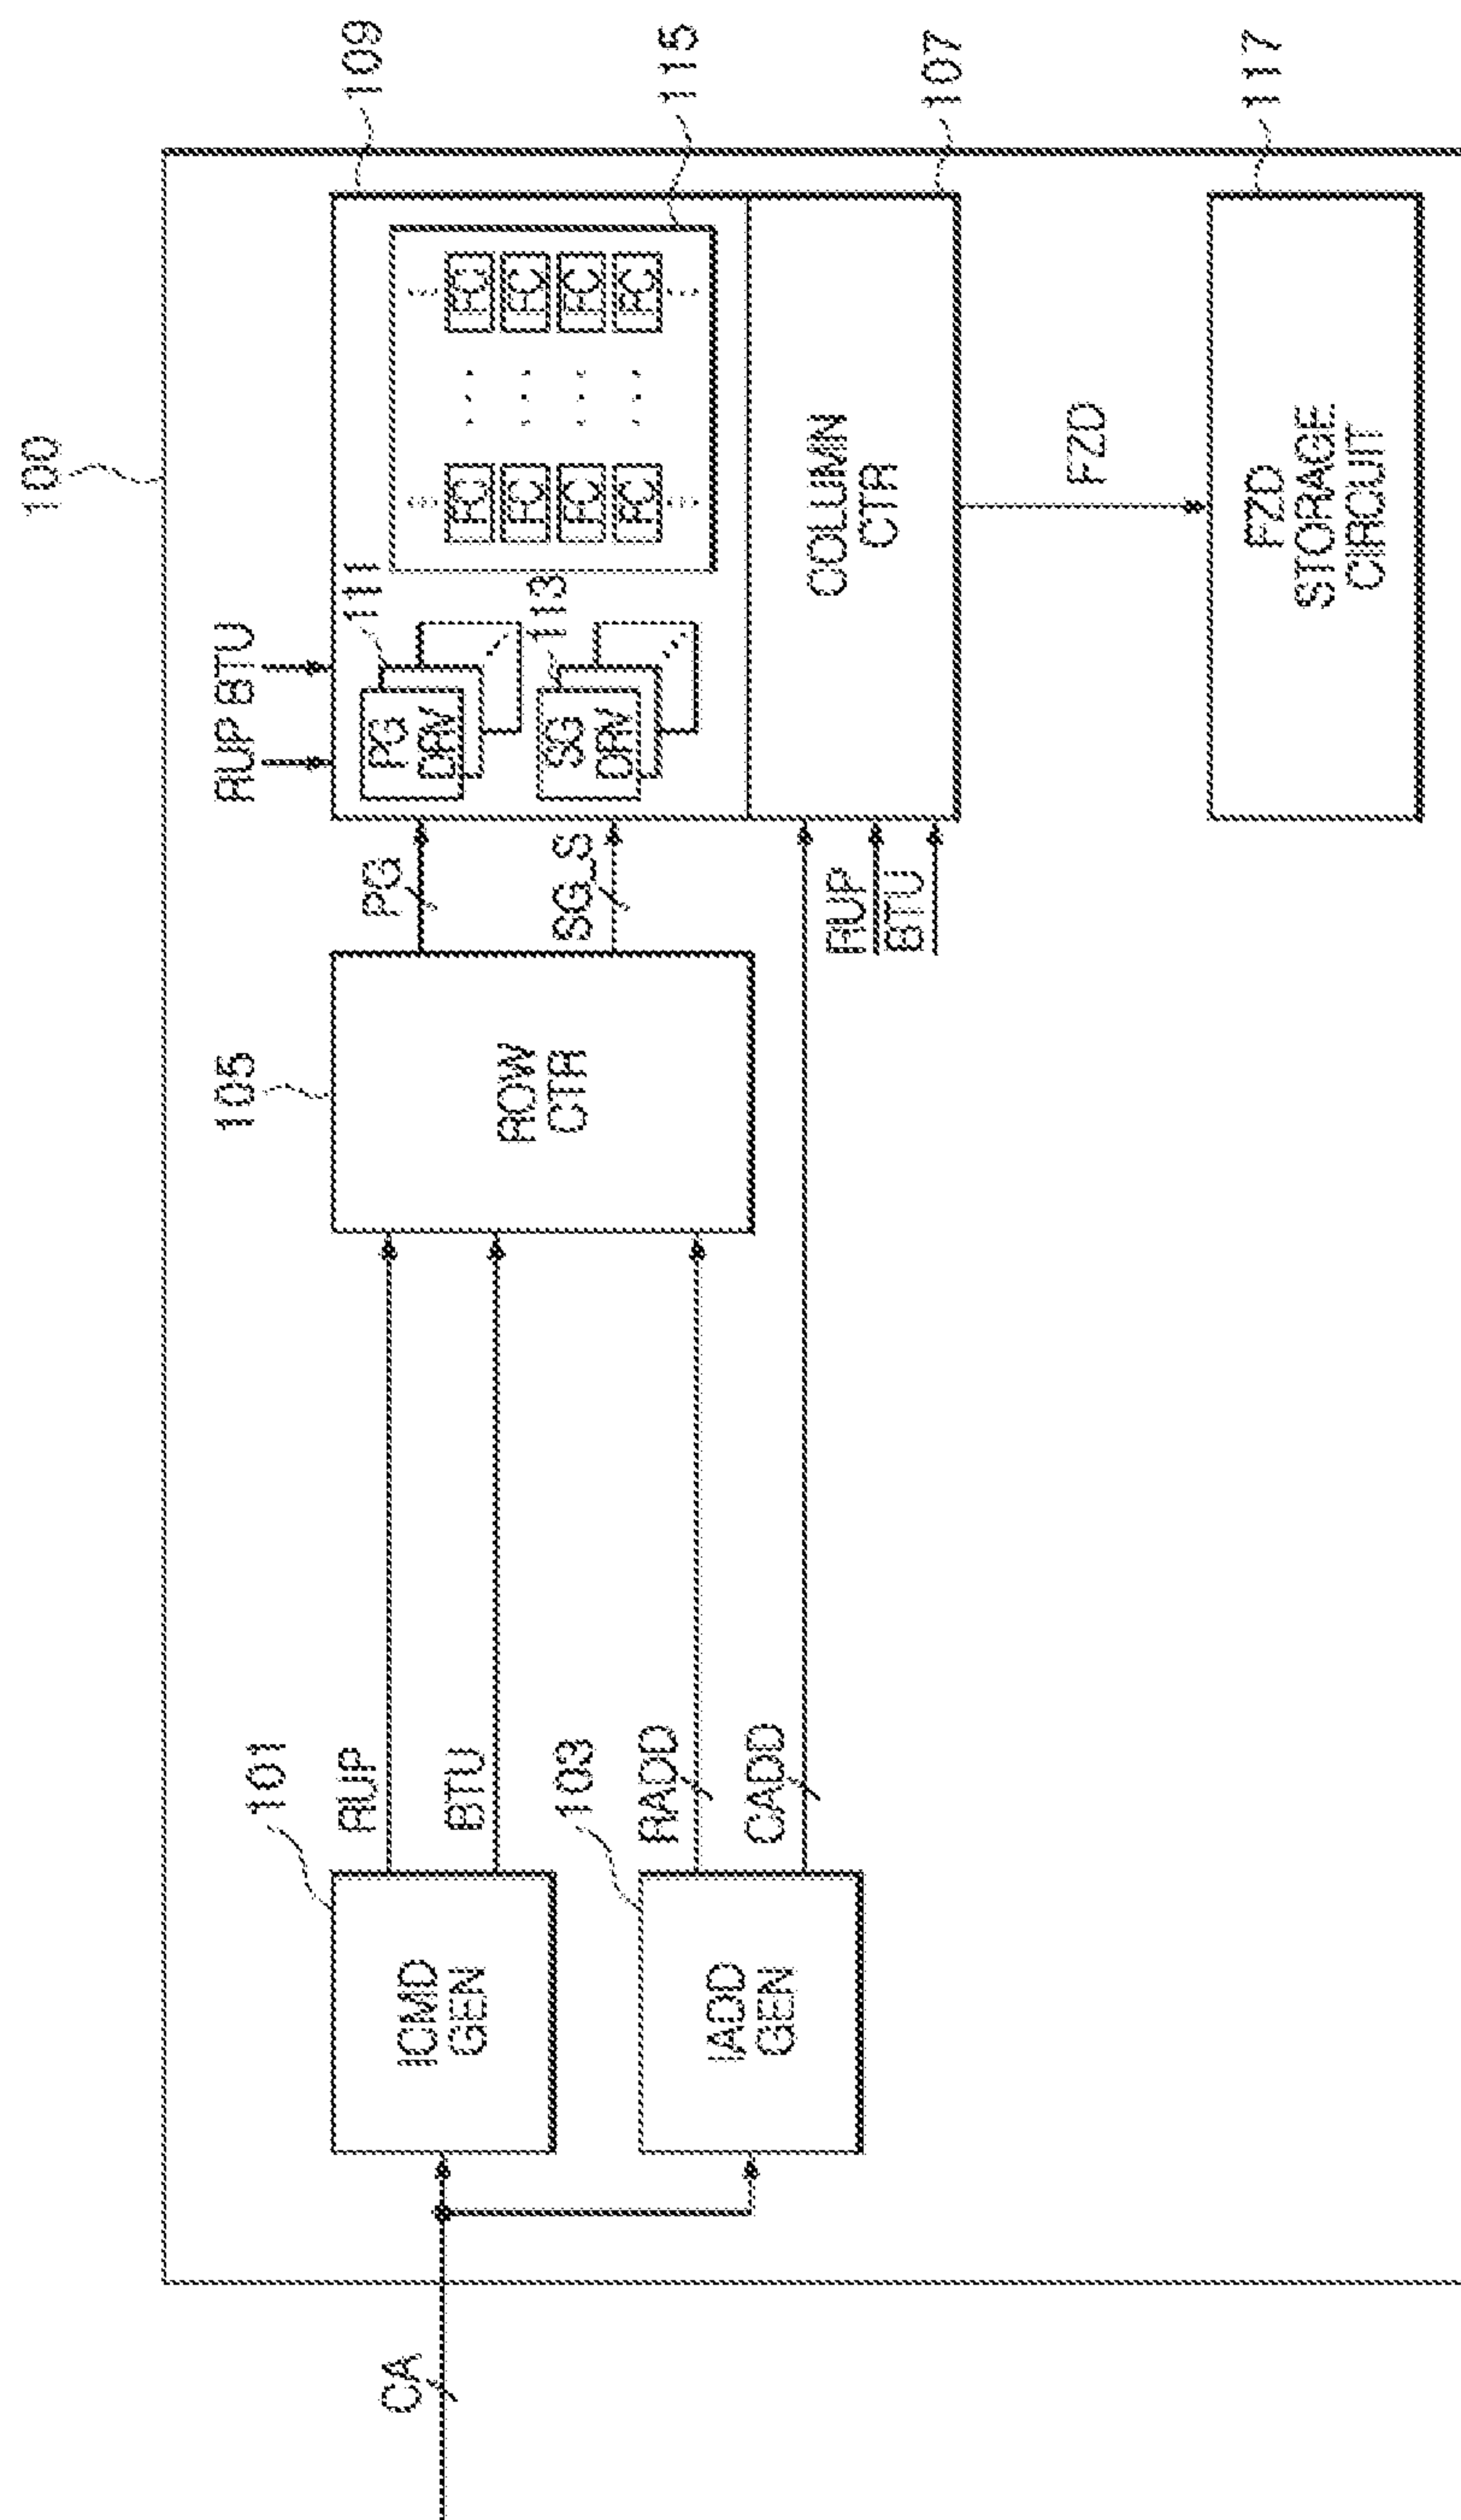 100
CA
ICMD
GEN
101
IADD
GEN
103
RUP
BTU
RADD
CADD
105
ROW
CTR
PG
SG_S
RUP
BTU
RUP
BTU
109
PG
DRV
111
SG
DRV
113
115
FC
FC
FC
FC
FC
FC
FC
FC
COLUMN
CTR
107
FZD
FZD
STORAGE
CIRCUIT
117